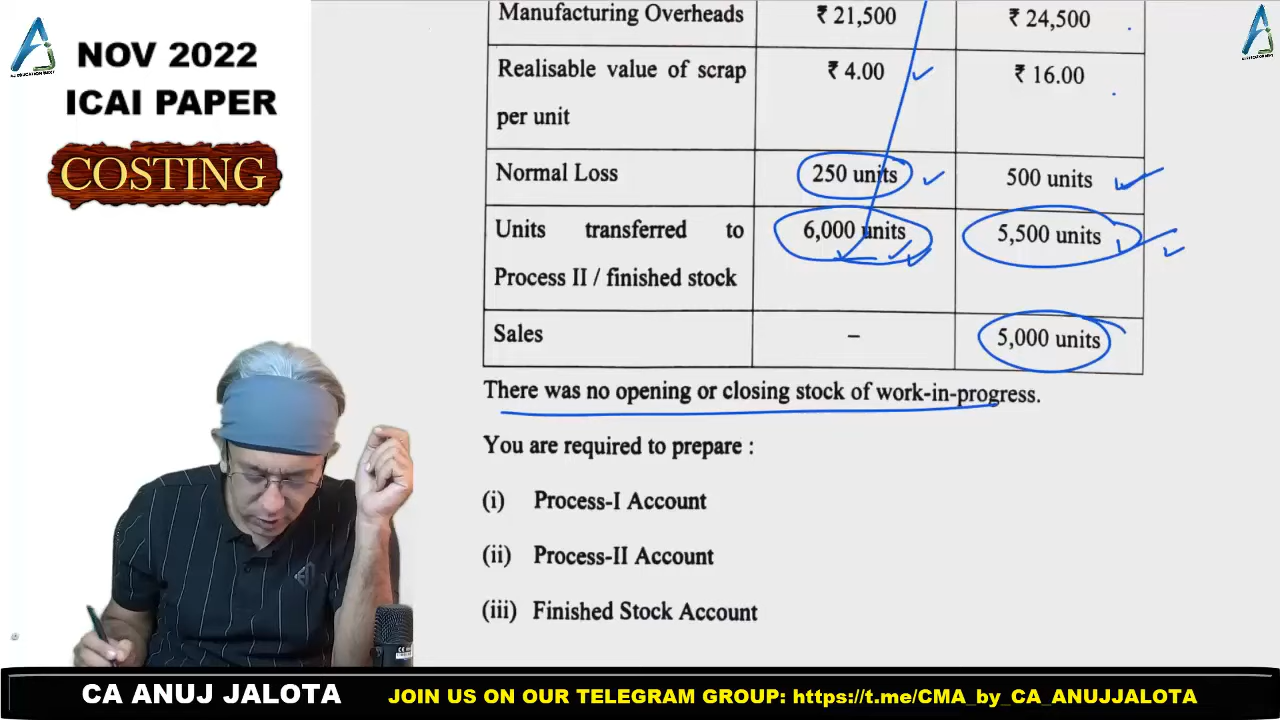 NOV 2022
ICAI PAPER
COSTING
Manufacturing Overheads ₹ 21,500 ₹ 24,500
Realisable value of scrap per unit ₹ 4.00 ₹ 16.00
Normal Loss 250 units 500 units
Units transferred to Process II / finished stock 6,000 units 5,500 units
Sales – 5,000 units
There was no opening or closing stock of work-in-progress.
You are required to prepare :
(i) Process-I Account
(ii) Process-II Account
(iii) Finished Stock Account
CA ANUJ JALOTA
JOIN US ON OUR TELEGRAM GROUP: https://t.me/CMA_by_CA_ANUJJALOTA